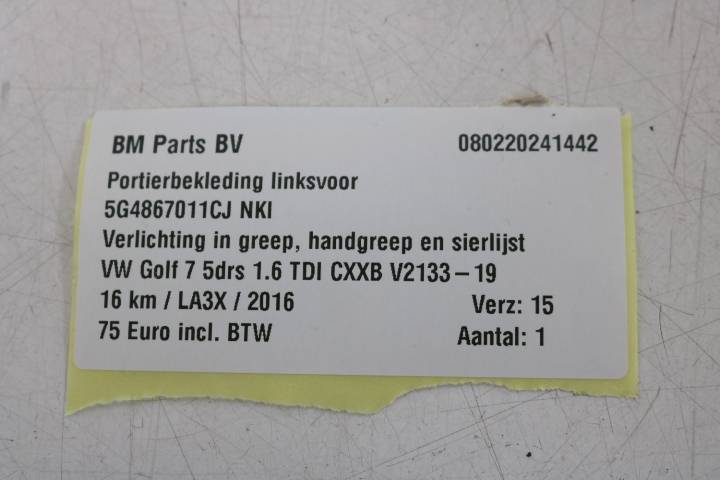 BM Parts BV 080220241442
Portierbekleding linksvoor
5G4867011CJ NKI
Verlichting in greep, handgreep en sierlijst
VW Golf 7 5drs 1.6 TDI CXXB V2133-19
16 km / LA3X / 2016 Verz: 15
75 Euro incl. BTW Aantal: 1